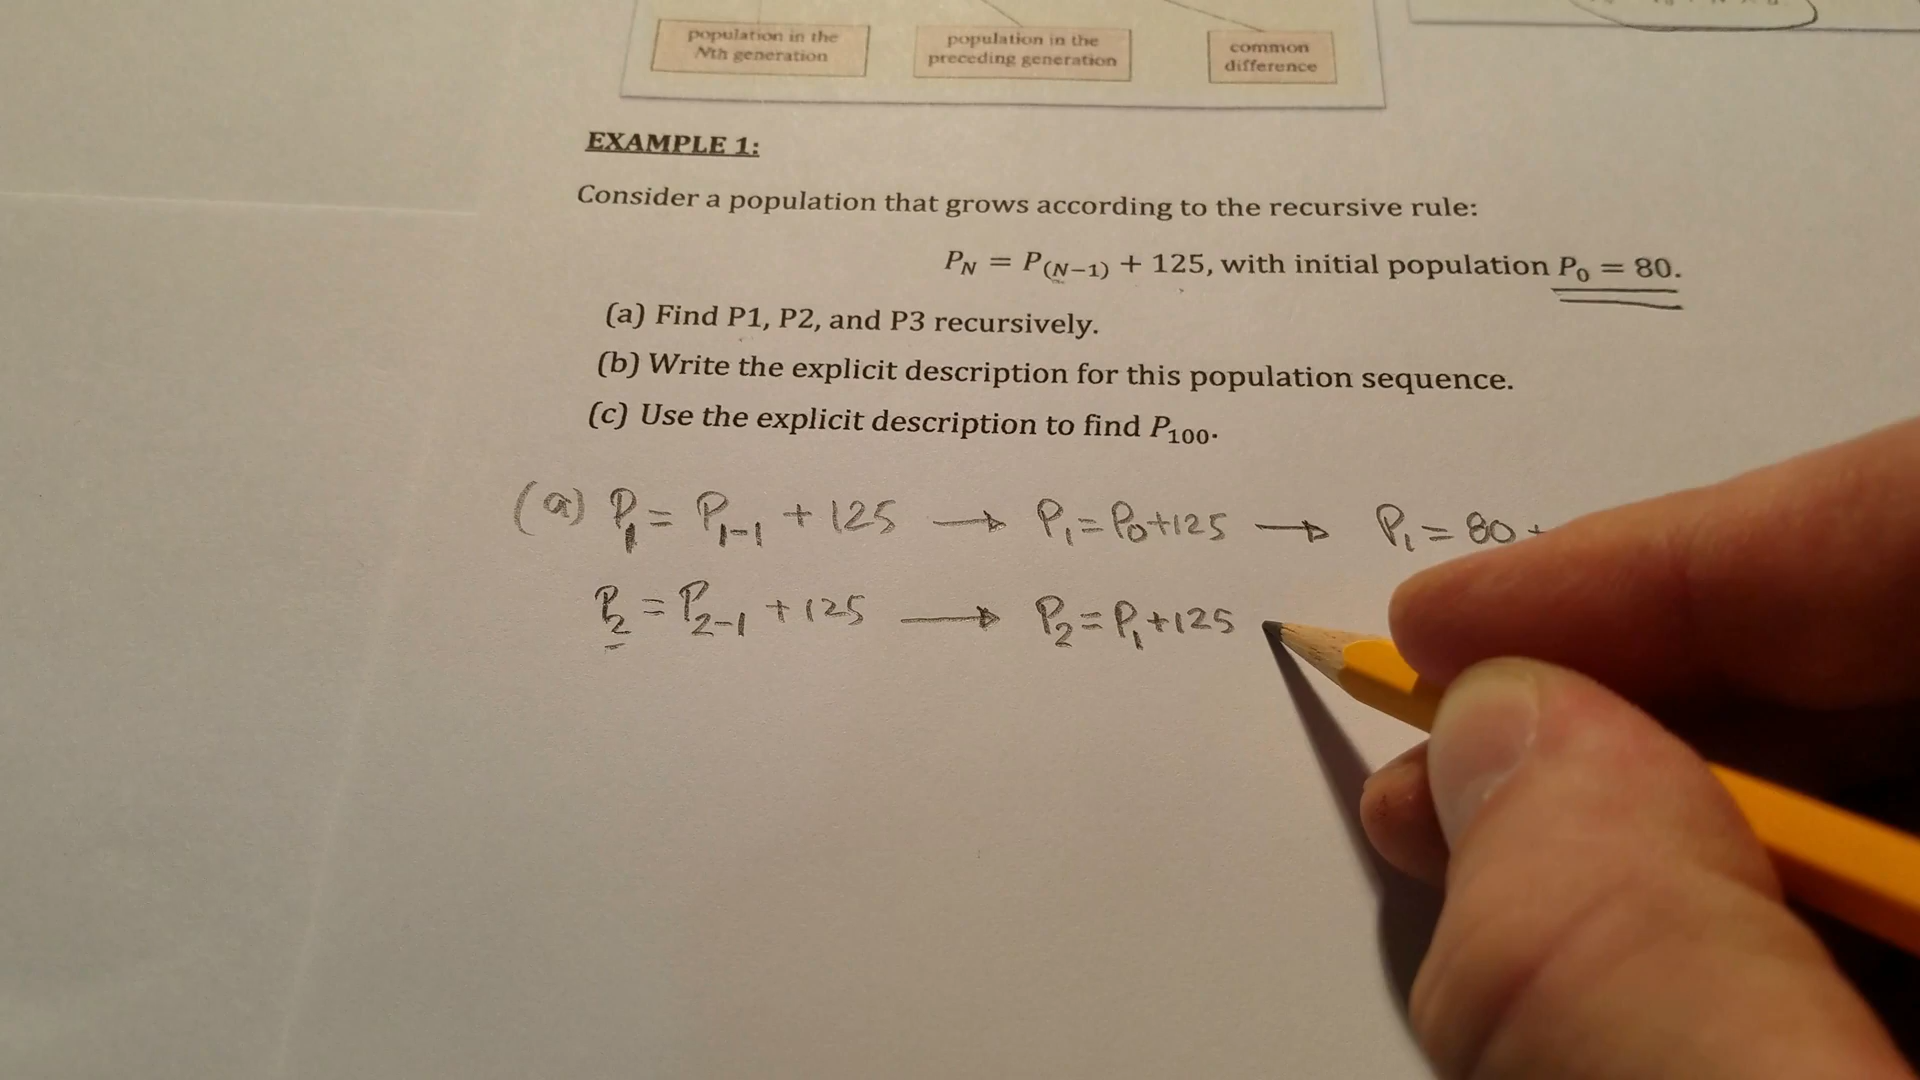 population in the
Nth generation
population in the
preceding generation
common
difference
EXAMPLE 1:
Consider a population that grows according to the recursive rule:
P_N = P_(N−1) + 125, with initial population P_0 = 80.
(a) Find P1, P2, and P3 recursively.
(b) Write the explicit description for this population sequence.
(c) Use the explicit description to find P_100.
(a) P_1 = P_1-1 + 125 → P_1 = P_0 + 125 → P_1 = 80 +
P_2 = P_2-1 + 125 → P_2 = P_1 + 125